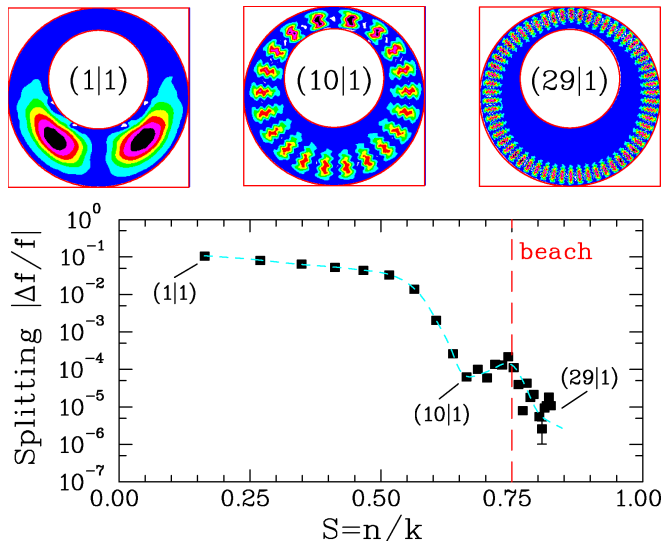 (1|1) (10|1) (29|1)
10⁰
10⁻¹
10⁻²
10⁻³
10⁻⁴
10⁻⁵
10⁻⁶
10⁻⁷
Splitting |Δf/f|
beach
(1|1)
(10|1)
(29|1)
0.00 0.25 0.50 0.75 1.00
S=n/k